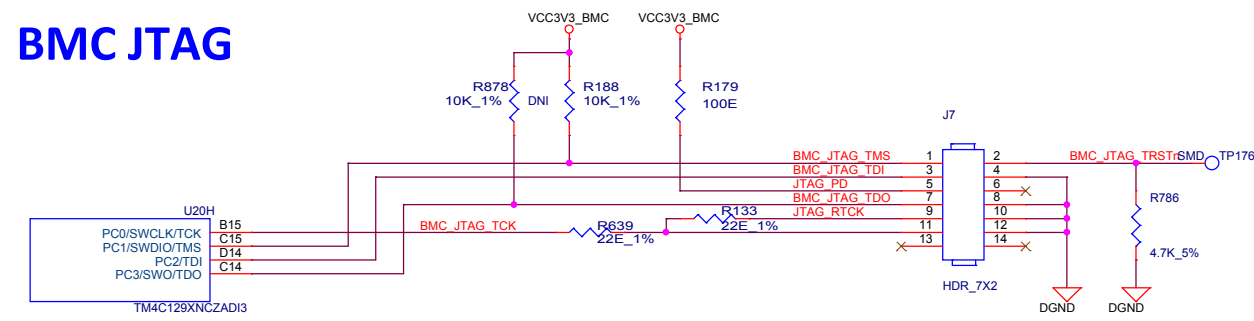 BMC JTAG
VCC3V3_BMC
VCC3V3_BMC
R878
10K_1%
DNI
R188
10K_1%
R179
100E
J7
BMC_JTAG_TMS
1
2
BMC_JTAG_TRSTn
SMD
TP176
BMC_JTAG_TDI
3
4
JTAG_PD
5
6
BMC_JTAG_TDO
7
8
JTAG_RTCK
9
10
11
12
13
14
R786
4.7K_5%
R133
22E_1%
R639
22E_1%
BMC_JTAG_TCK
U20H
PC0/SWCLK/TCK
B15
PC1/SWDIO/TMS
C15
PC2/TDI
D14
PC3/SWO/TDO
C14
TM4C129XNCZADI3
HDR_7X2
DGND
DGND